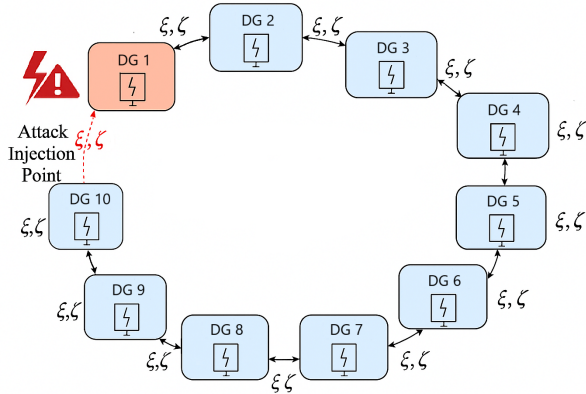 DG 2
ξ, ζ
ξ, ζ
DG 1
DG 3
ξ, ζ
DG 4
ξ, ζ
Attack
Injection
Point
ξ, ζ
DG 10
ξ,ζ
DG 5
ξ, ζ
DG 9
ξ,ζ
DG 6
ξ, ζ
DG 8
ξ,ζ
DG 7
ξ ζ
ξ, ζ